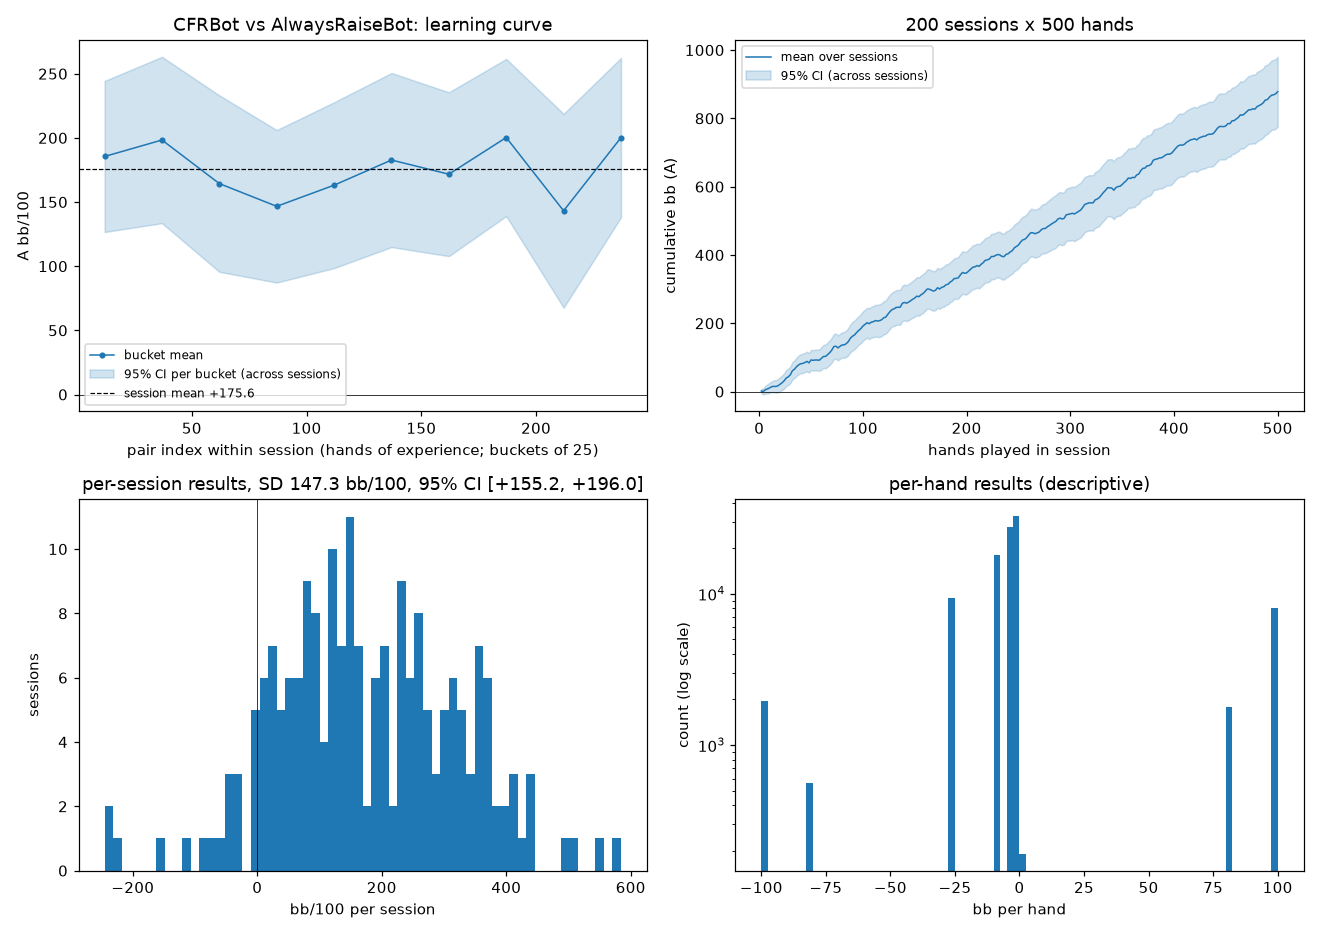 CFRBot vs AlwaysRaiseBot: learning curve
A bb/100
250
200
150
100
50
0
bucket mean
95% CI per bucket (across sessions)
session mean +175.6
50
100
150
200
pair index within session (hands of experience; buckets of 25)
200 sessions x 500 hands
cumulative bb (A)
1000
800
600
400
200
0
mean over sessions
95% CI (across sessions)
0
100
200
300
400
500
hands played in session
per-session results, SD 147.3 bb/100, 95% CI [+155.2, +196.0]
sessions
10
8
6
4
2
0
−200
0
200
400
600
bb/100 per session
per-hand results (descriptive)
count (log scale)
10⁴
10³
−100
−75
−50
−25
0
25
50
75
100
bb per hand